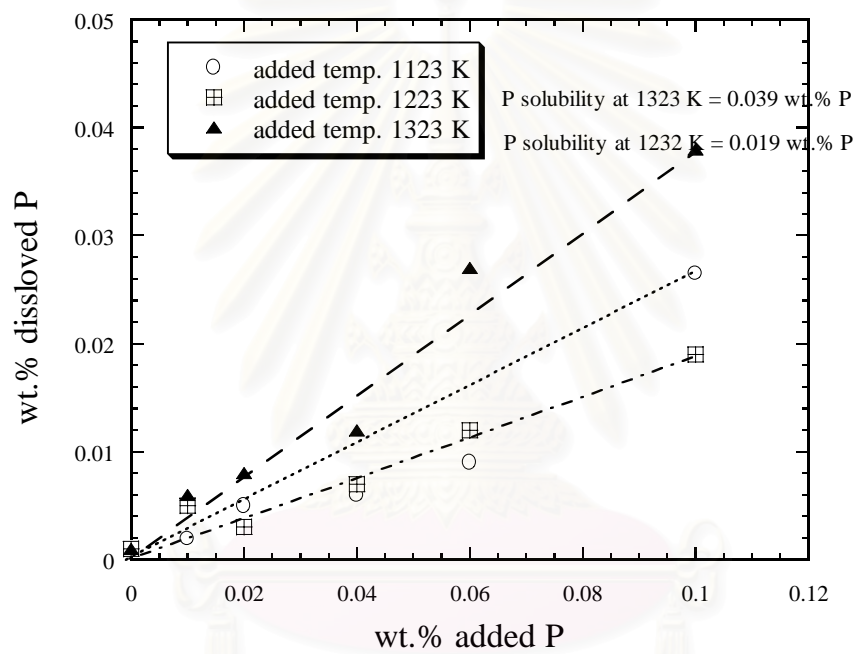 0.05
0.04
0.03
0.02
0.01
0
wt.% dissloved P
added temp. 1123 K
added temp. 1223 K
added temp. 1323 K
P solubility at 1323 K = 0.039 wt.% P
P solubility at 1232 K = 0.019 wt.% P
0 0.02 0.04 0.06 0.08 0.1 0.12
wt.% added P